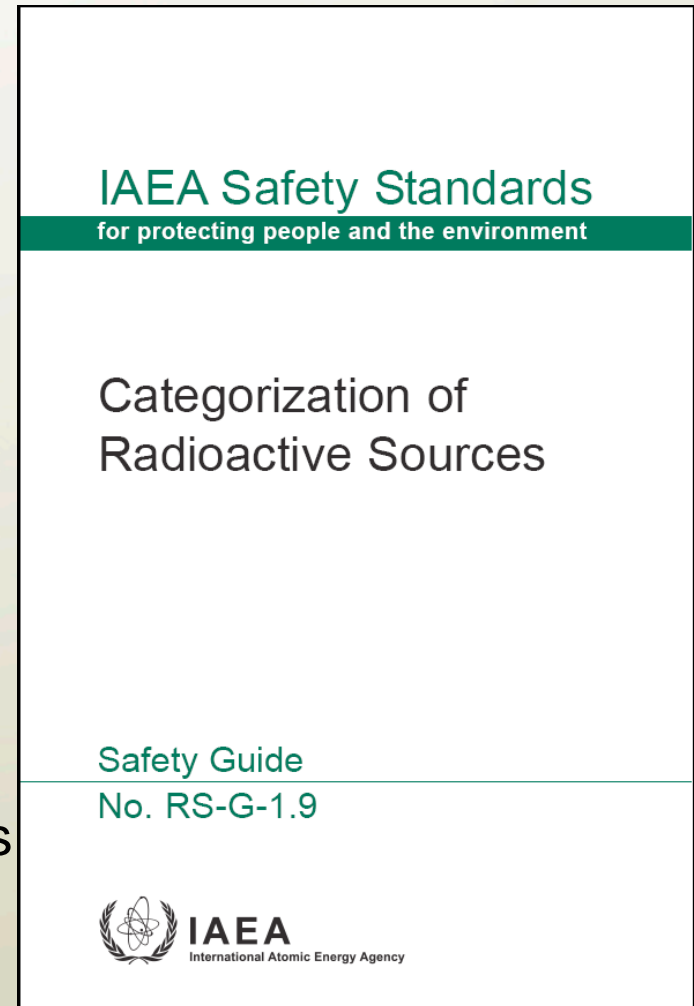 IAEA Safety Standards
for protecting people and the environment
Categorization of
Radioactive Sources
Safety Guide
No. RS-G-1.9
s
IAEA
International Atomic Energy Agency